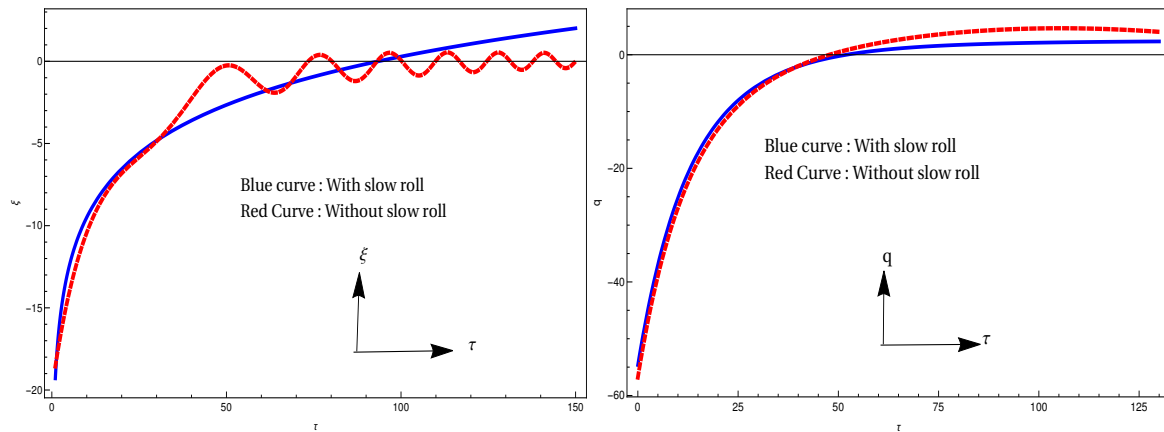 0
−5
−10
−15
−20
ξ
0
50
100
150
τ
Blue curve : With slow roll
Red Curve : Without slow roll
ξ
τ
0
−20
−40
−60
q
0
25
50
75
100
125
τ
Blue curve : With slow roll
Red Curve : Without slow roll
q
τ